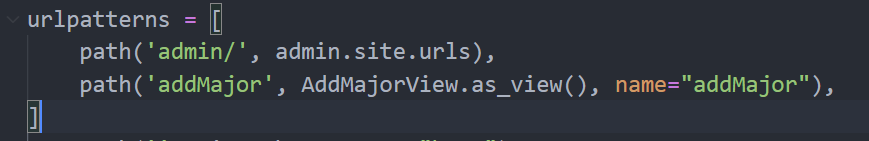 urlpatterns = [
    path('admin/', admin.site.urls),
    path('addMajor', AddMajorView.as_view(), name="addMajor"),
]